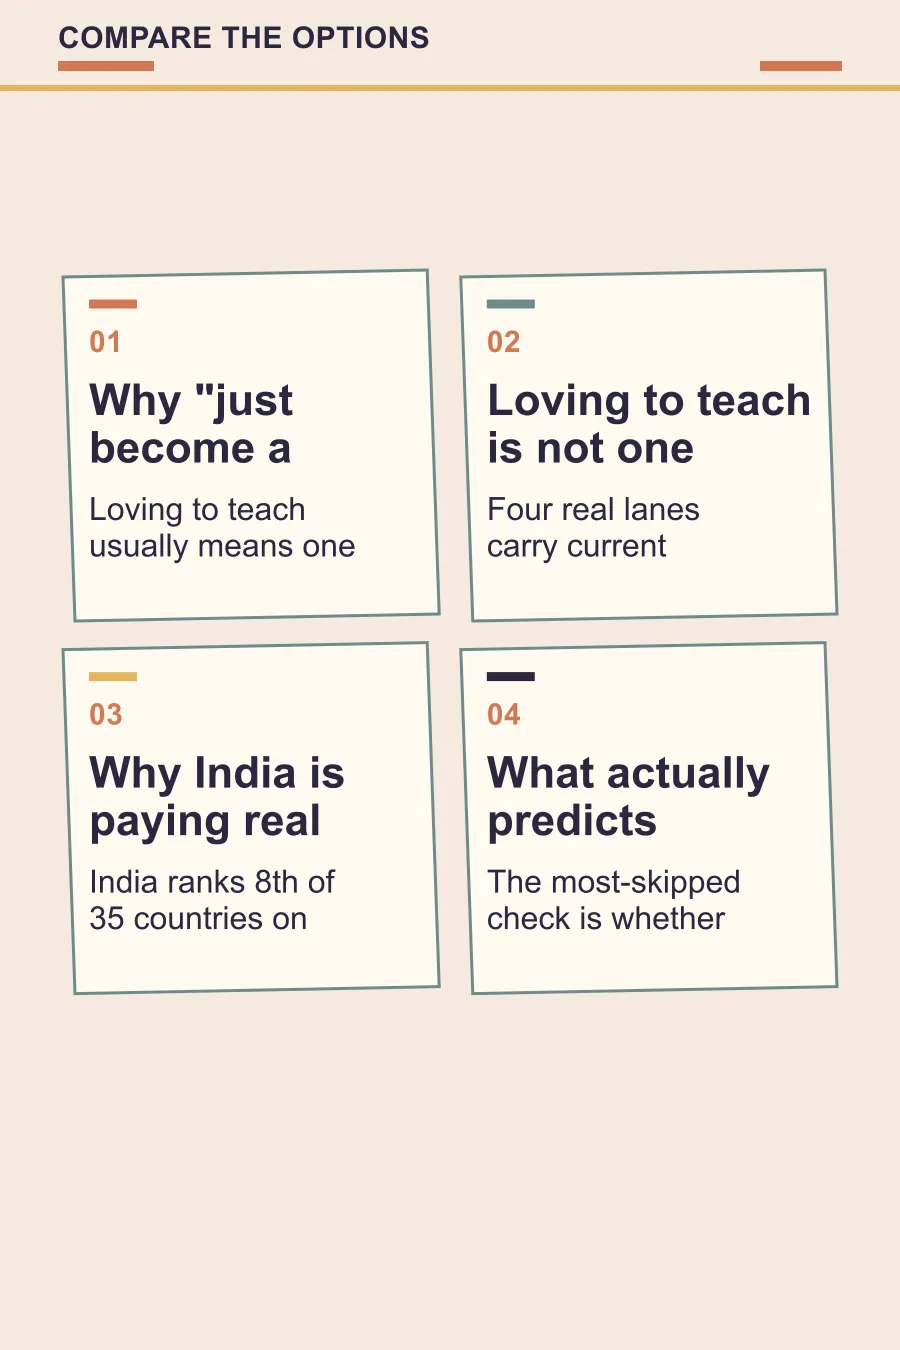 COMPARE THE OPTIONS
01
Why "just
become a
Loving to teach
usually means one
02
Loving to teach
is not one
Four real lanes
carry current
03
Why India is
paying real
India ranks 8th of
35 countries on
04
What actually
predicts
The most-skipped
check is whether